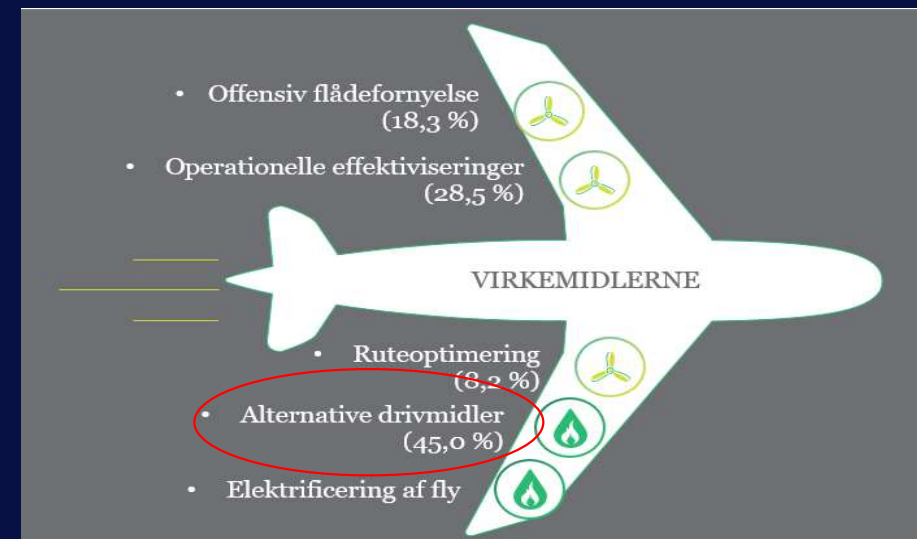 • Offensiv flådefornyelse
(18,3 %)
• Operationelle effektiviseringer
(28,5 %)
VIRKEMIDLERNE
• Ruteoptimering
(8,2 %)
• Alternative drivmidler
(45,0 %)
• Elektrificering af fly